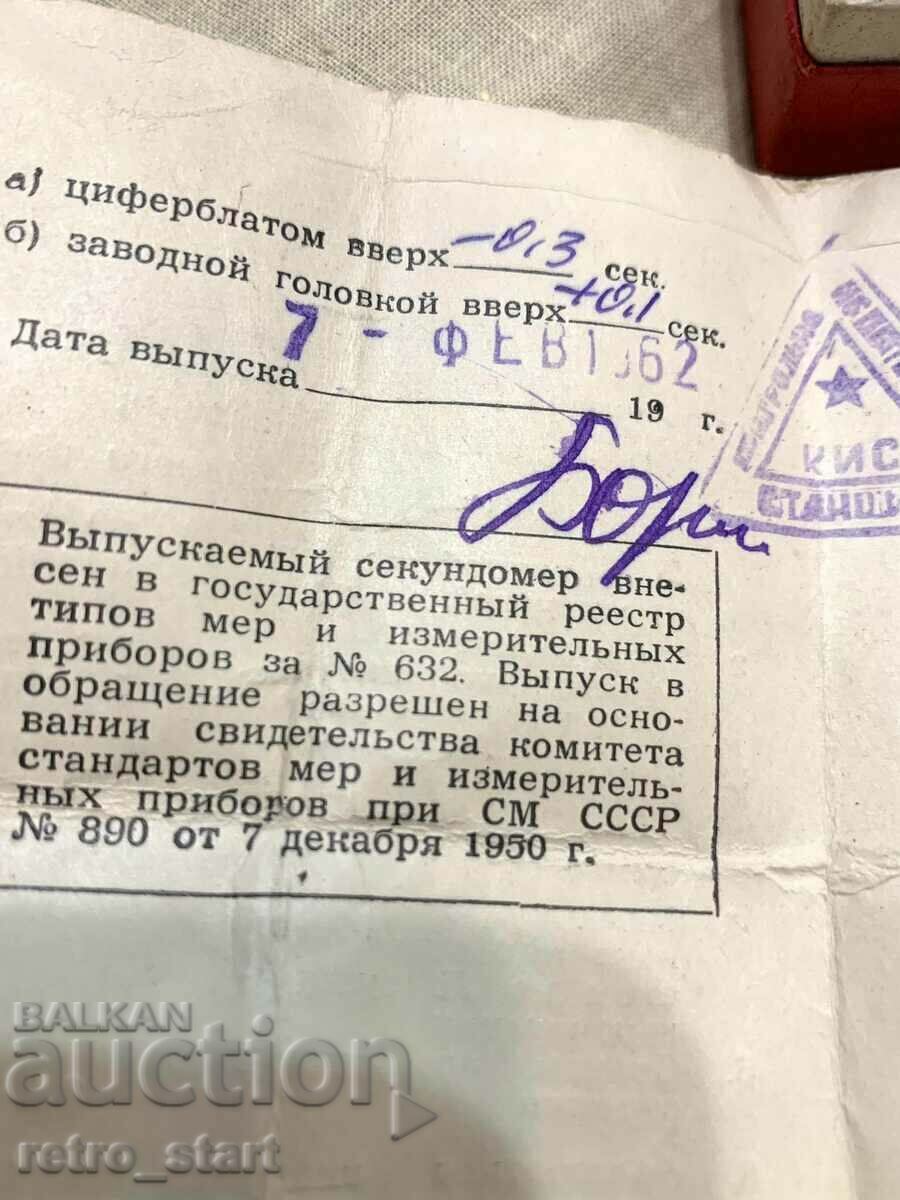 а) циферблатом вверх -0,3 сек.
б) заводной головкой вверх +0,1 сек.
7 - ФЕВ 1962
Дата выпуска 19 г.
КИС
Выпускаемый секундомер вне-
сен в государственный реестр
типов мер и измерительных
приборов за № 632. Выпуск в
обращение разрешен на осно-
вании свидетельства комитета
стандартов мер и измеритель-
ных приборов при СМ СССР
№ 890 от 7 декабря 1950 г.
BALKAN
auction
retro_start